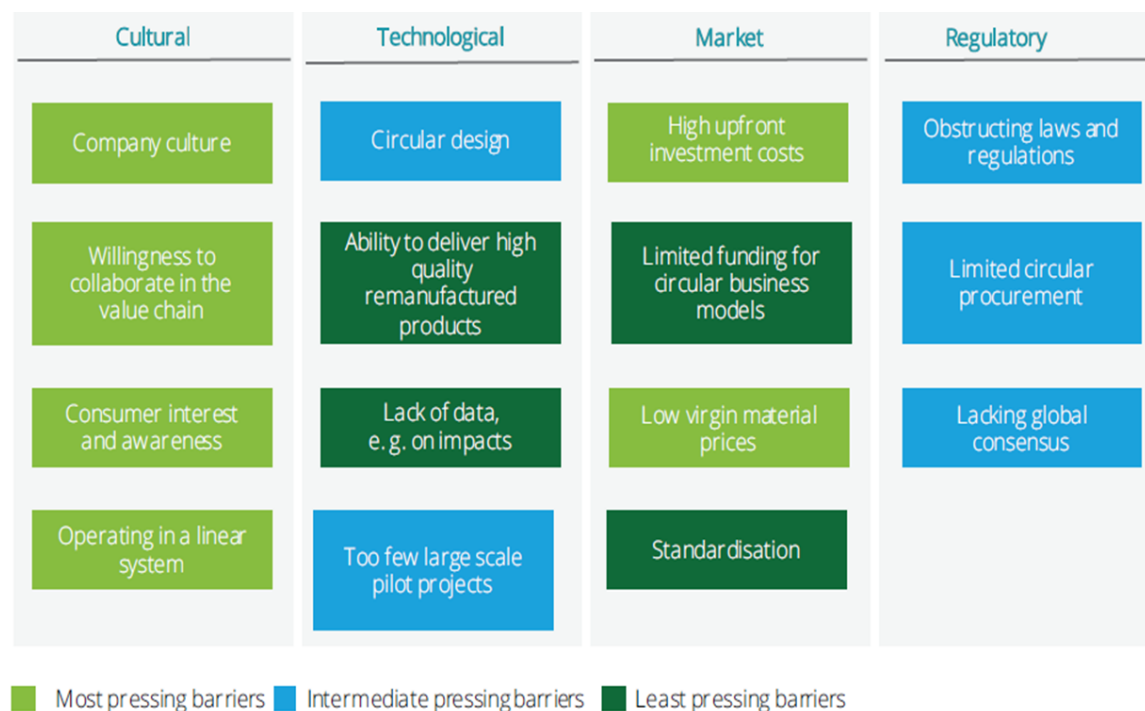 Cultural
Company culture
Willingness to
collaborate in the
value chain
Consumer interest
and awareness
Operating in a linear
system
Technological
Circular design
Ability to deliver high
quality
remanufactured
products
Lack of data,
e. g. on impacts
Too few large scale
pilot projects
Market
High upfront
investment costs
Limited funding for
circular business
models
Low virgin material
prices
Standardisation
Regulatory
Obstructing laws and
regulations
Limited circular
procurement
Lacking global
consensus
Most pressing barriers
Intermediate pressing barriers
Least pressing barriers